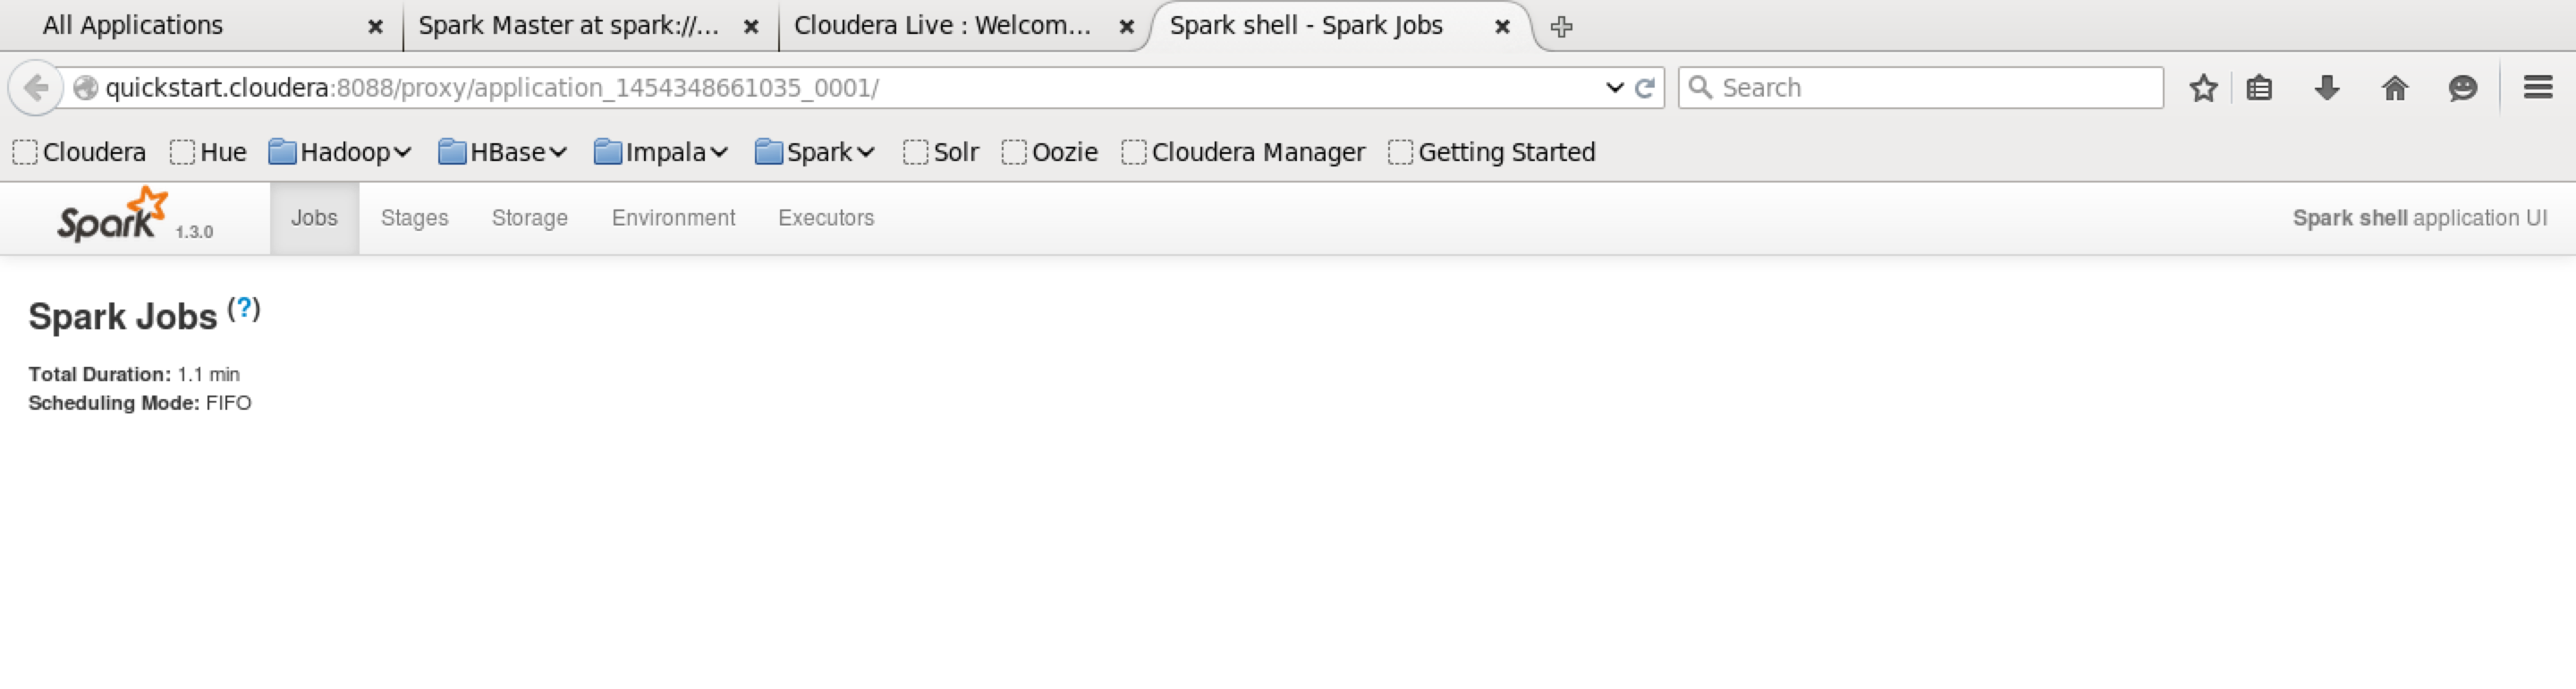 All Applications
Spark Master at spark://...
Cloudera Live : Welcom...
Spark shell - Spark Jobs
quickstart.cloudera:8088/proxy/application_1454348661035_0001/
Search
Cloudera Hue Hadoop HBase Impala Spark Solr Oozie Cloudera Manager Getting Started
Spark 1.3.0 Jobs Stages Storage Environment Executors Spark shell application UI
Spark Jobs (?)
Total Duration: 1.1 min
Scheduling Mode: FIFO